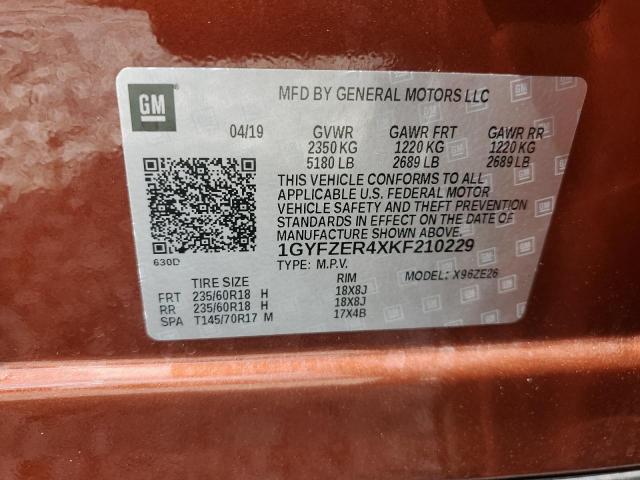 GM
MFD BY GENERAL MOTORS LLC
04/19 GVWR GAWR FRT GAWR RR
2350 KG 1220 KG 1220 KG
5180 LB 2689 LB 2689 LB
THIS VEHICLE CONFORMS TO ALL
APPLICABLE U.S. FEDERAL MOTOR
VEHICLE SAFETY AND THEFT PREVENTION
STANDARDS IN EFFECT ON THE DATE OF
MANUFACTURE SHOWN ABOVE.
1GYFZER4XKF210229
630D TYPE: M.P.V. MODEL: X96ZE26
TIRE SIZE RIM
FRT 235/60R18 H 18X8J
RR 235/60R18 H 18X8J
SPA T145/70R17 M 17X4B